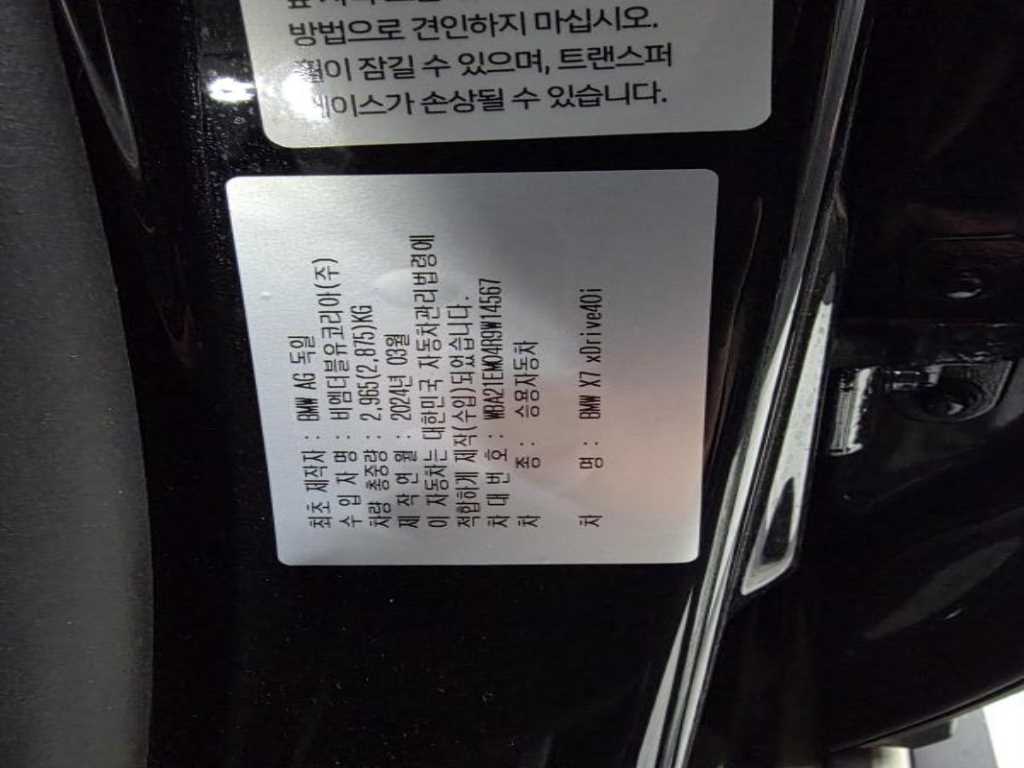 방법으로 견인하지 마십시오.
휠이 잠길 수 있으며, 트랜스퍼
케이스가 손상될 수 있습니다.
최초 제작자 : BMW AG 독일
수 입 자 명 : 비엠더블유코리아(주)
차량 총중량 : 2,965(2,875)KG
제 작 연 월 : 2024년 03월
이 자동차는 대한민국 자동차관리법령에
적합하게 제작(수입)되었습니다.
차 대 번 호 : WBA21EM04R9W14567
차 종 : 승용자동차
차 명 : BMW X7 xDrive40i